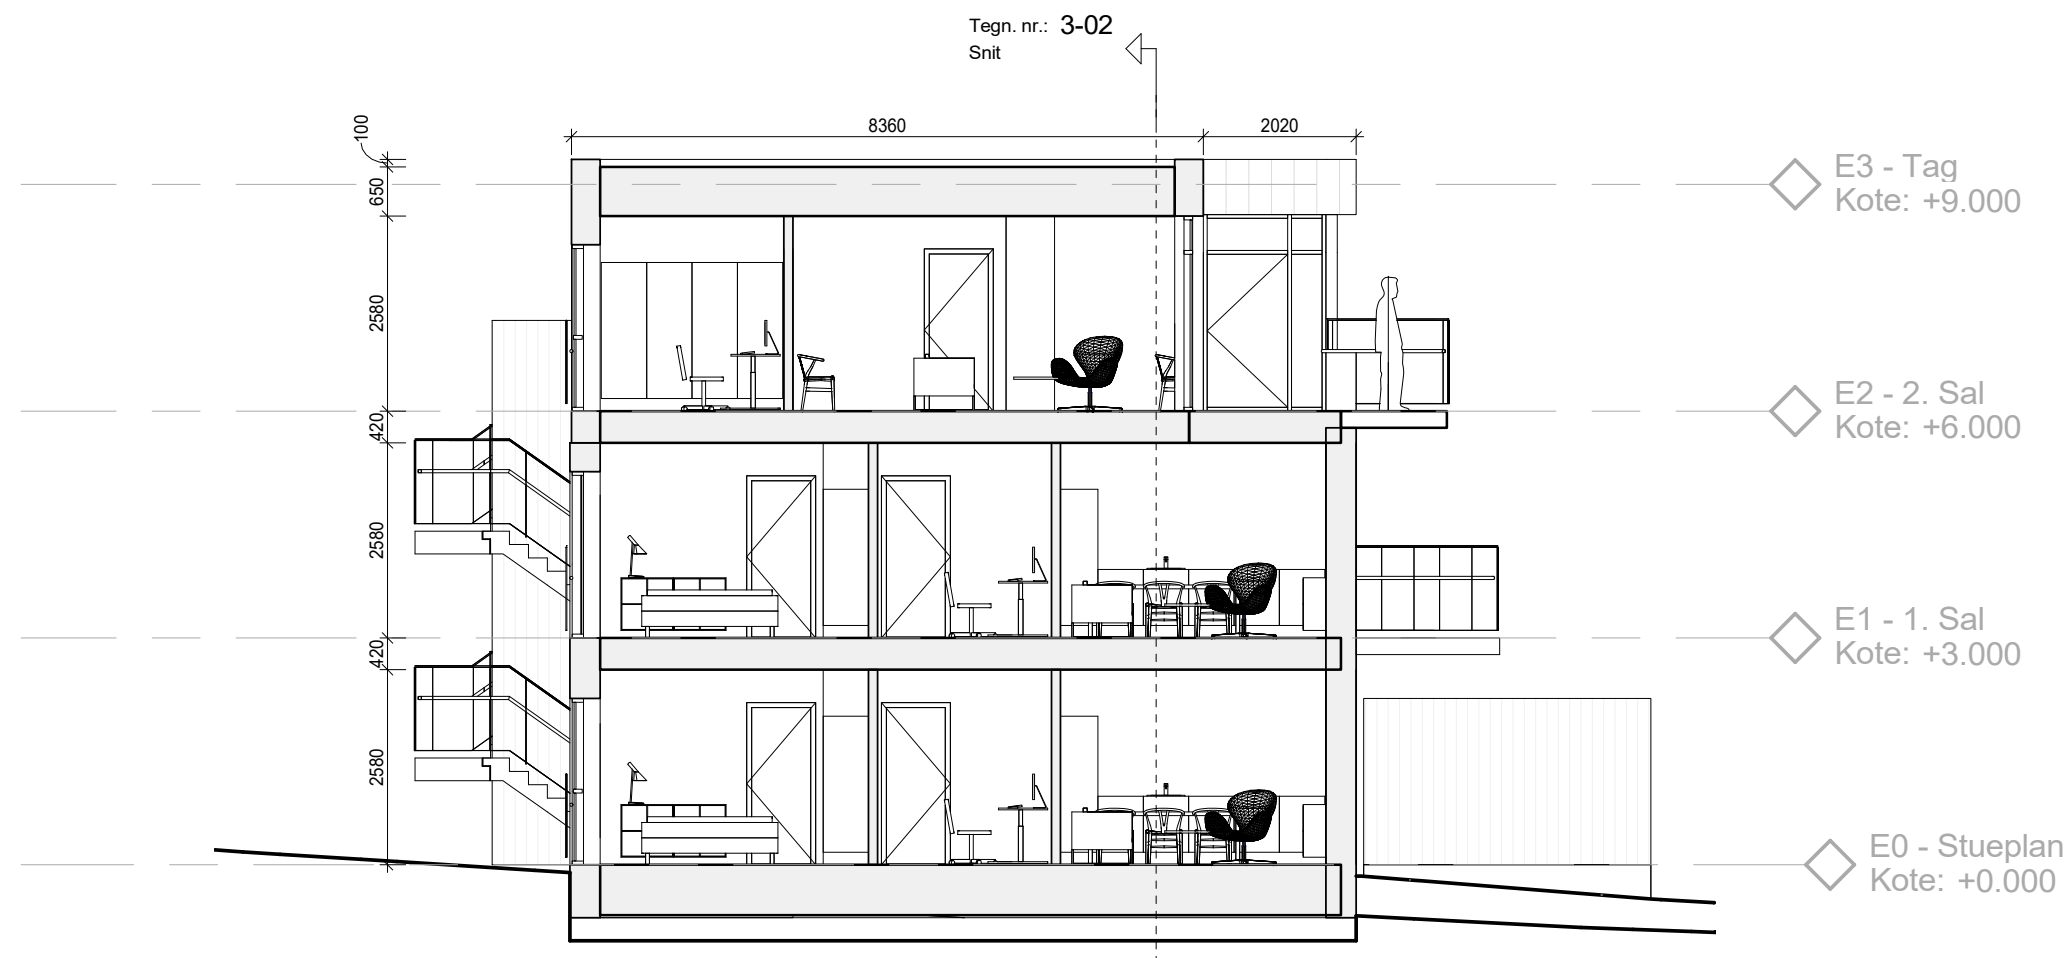 Tegn. nr.: 3-02
Snit
100
8360
2020
E3 - Tag
Kote: +9.000
650
2580
E2 - 2. Sal
Kote: +6.000
420
2580
E1 - 1. Sal
Kote: +3.000
420
2580
E0 - Stueplan
Kote: +0.000